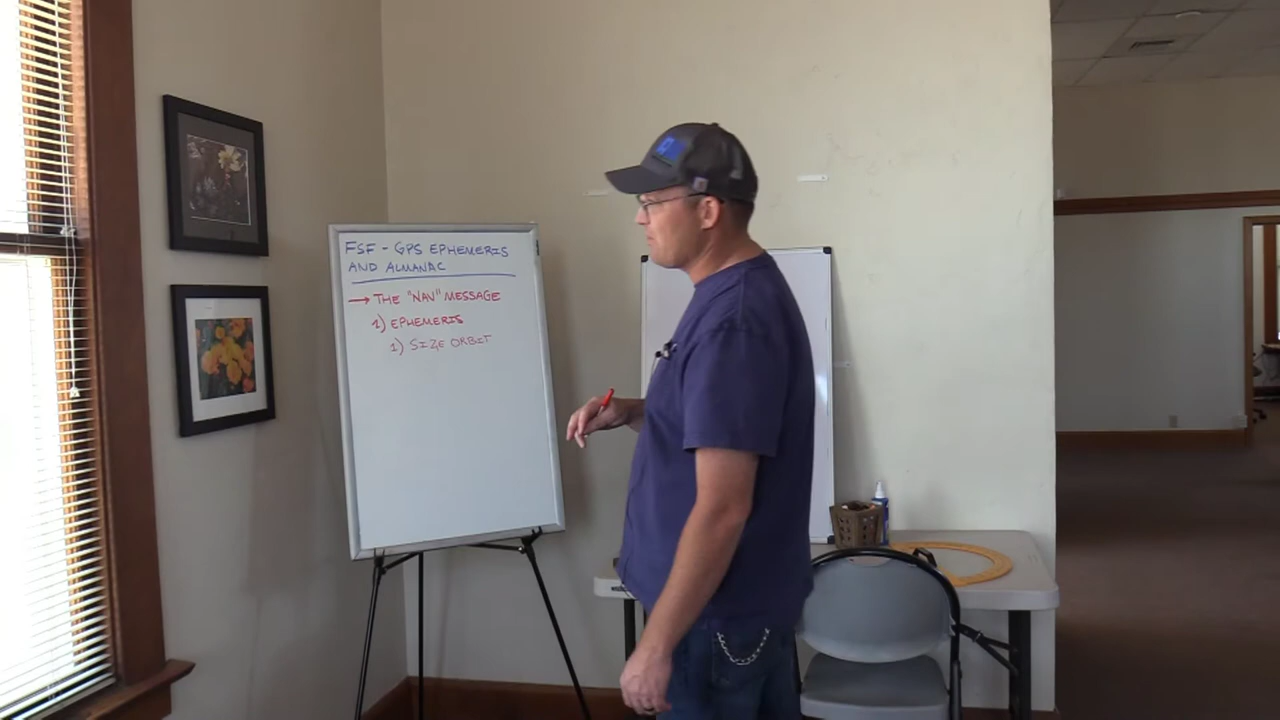 FSF - GPS EPHEMERIS
AND ALMANAC
→ THE "NAV" MESSAGE
1) EPHEMERIS
1) SIZE ORBIT